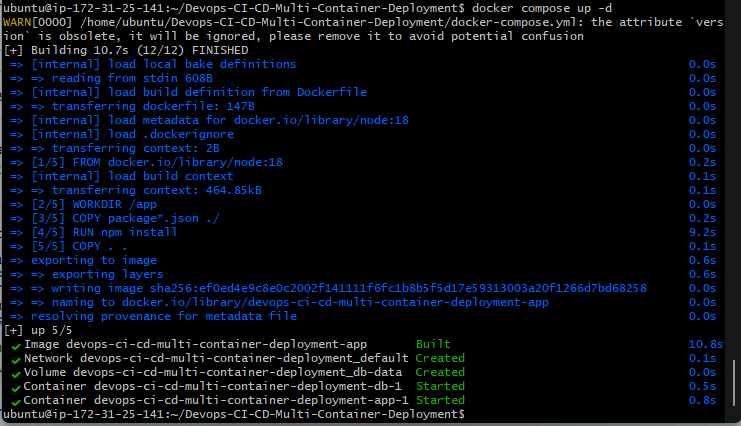 ubuntu@ip-172-31-25-141:~/Devops-CI-CD-Multi-Container-Deployment$ docker compose up -d
WARN[0000] /home/ubuntu/Devops-CI-CD-Multi-Container-Deployment/docker-compose.yml: the attribute `vers
ion` is obsolete, it will be ignored, please remove it to avoid potential confusion
[+] Building 10.7s (12/12) FINISHED
=> [internal] load local bake definitions 0.0s
=> => reading from stdin 608B 0.0s
=> [internal] load build definition from Dockerfile 0.0s
=> => transferring dockerfile: 147B 0.0s
=> [internal] load metadata for docker.io/library/node:18 0.0s
=> [internal] load .dockerignore 0.0s
=> => transferring context: 2B 0.0s
=> [1/5] FROM docker.io/library/node:18 0.2s
=> [internal] load build context 0.1s
=> => transferring context: 464.85kB 0.1s
=> [2/5] WORKDIR /app 0.0s
=> [3/5] COPY package*.json ./ 0.2s
=> [4/5] RUN npm install 9.2s
=> [5/5] COPY . . 0.1s
=> exporting to image 0.6s
=> => exporting layers 0.6s
=> => writing image sha256:ef0ed4e9c8e0c2002f141111f6fc1b8b5f5d17e59313003a20f1266d7bd68258 0.0s
=> => naming to docker.io/library/devops-ci-cd-multi-container-deployment-app 0.0s
=> resolving provenance for metadata file 0.0s
[+] up 5/5
✔ Image devops-ci-cd-multi-container-deployment-app Built 10.8s
✔ Network devops-ci-cd-multi-container-deployment_default Created 0.1s
✔ Volume devops-ci-cd-multi-container-deployment_db-data Created 0.0s
✔ Container devops-ci-cd-multi-container-deployment-db-1 Started 0.5s
✔ Container devops-ci-cd-multi-container-deployment-app-1 Started 0.8s
ubuntu@ip-172-31-25-141:~/Devops-CI-CD-Multi-Container-Deployment$